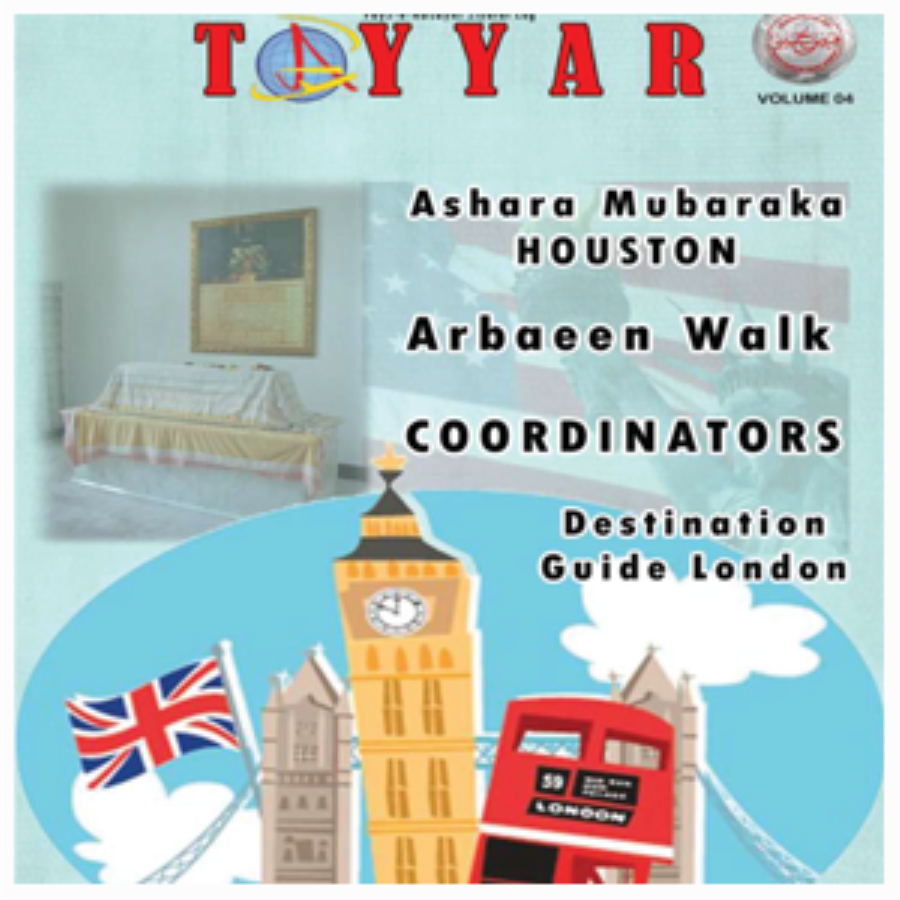 TAYYAR
VOLUME 04
Ashara Mubaraka
HOUSTON
Arbaeen Walk
COORDINATORS
Destination
Guide London
59
LONDON